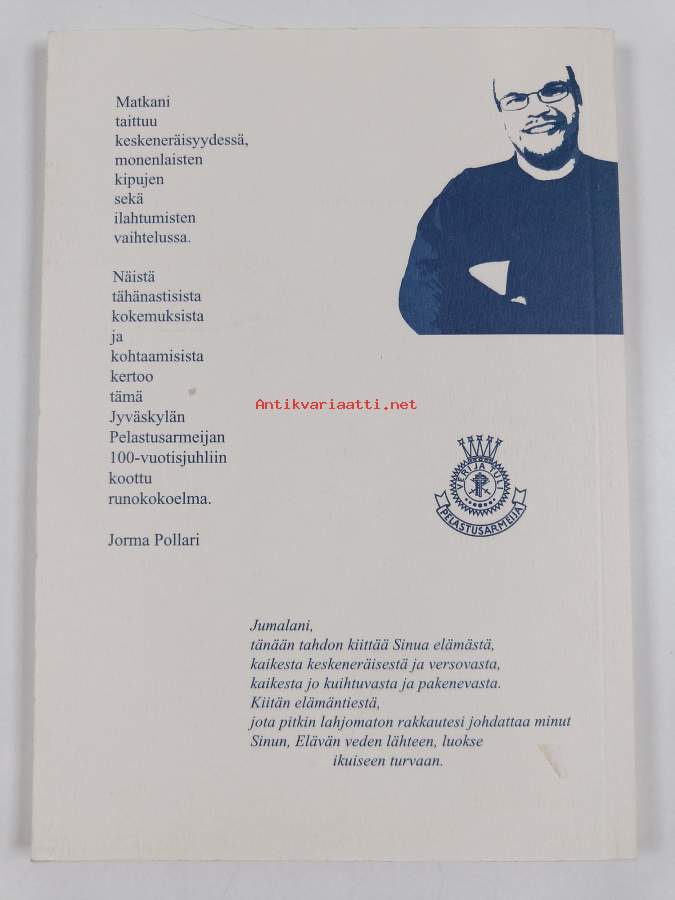 Matkani
taittuu
keskeneräisyydessä,
monenlaisten
kipujen
sekä
ilahtumisten
vaihtelussa.
Näistä
tähänastisista
kokemuksista
ja
kohtaamisista
kertoo
tämä
Jyväskylän
Pelastusarmeijan
100-vuotisjuhliin
koottu
runokokoelma.
Jorma Pollari
Antikvariaatti.net
VERI JA TULI
PELASTUSARMEIJA
Jumalani,
tänään tahdon kiittää Sinua elämästä,
kaikesta keskeneräisestä ja versovasta,
kaikesta jo kuihtuvasta ja pakenevasta.
Kiitän elämäntiestä,
jota pitkin lahjomaton rakkautesi johdattaa minut
Sinun, Elävän veden lähteen, luokse
ikuiseen turvaan.